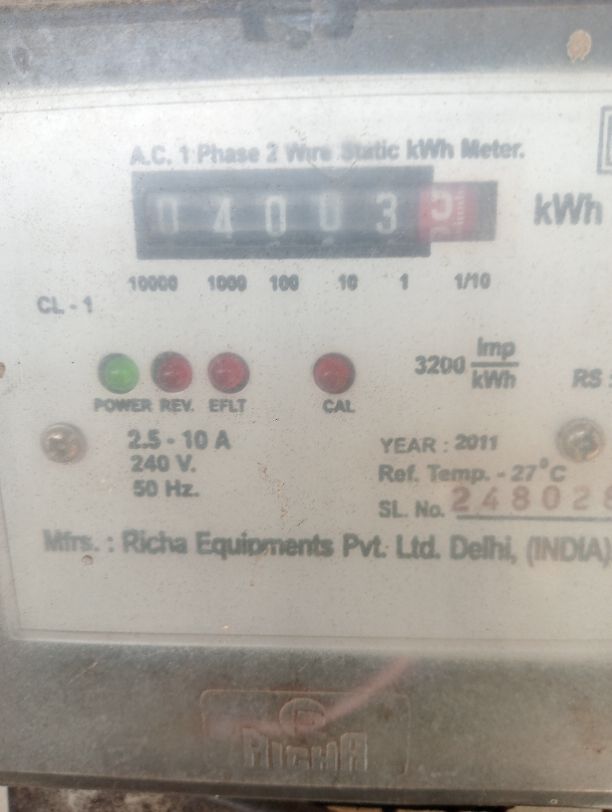 A.C. 1 Phase 2 Wire Static kWh Meter.
0 4 0 0 3 5 kWh
10000 1000 100 10 1 1/10
CL - 1
3200 Imp/kWh
RS
POWER REV. EFLT CAL
2.5 - 10 A
240 V.
50 Hz.
YEAR : 2011
Ref. Temp. - 27°C
SL. No. 248028
Mfrs. : Richa Equipments Pvt. Ltd. Delhi, (INDIA)
RICHA